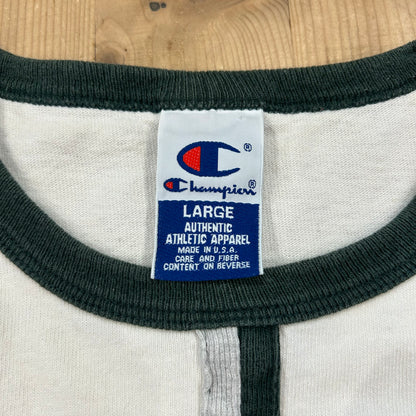 Champion®
LARGE
AUTHENTIC
ATHLETIC APPAREL
MADE IN U.S.A.
CARE AND FIBER
CONTENT ON REVERSE